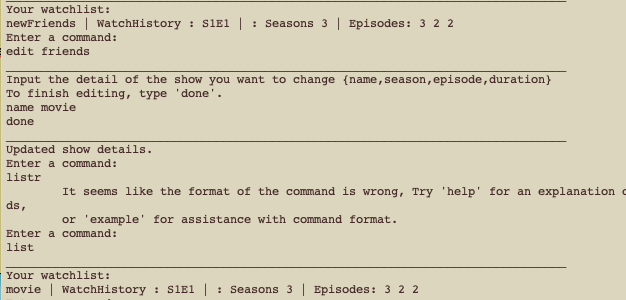 Your watchlist:
newFriends | WatchHistory : S1E1 | : Seasons 3 | Episodes: 3 2 2
Enter a command:
edit friends
Input the detail of the show you want to change {name,season,episode,duration}
To finish editing, type 'done'.
name movie
done
Updated show details.
Enter a command:
listr
It seems like the format of the command is wrong, Try 'help' for an explanation
ds,
or 'example' for assistance with command format.
Enter a command:
list
Your watchlist:
movie | WatchHistory : S1E1 | : Seasons 3 | Episodes: 3 2 2